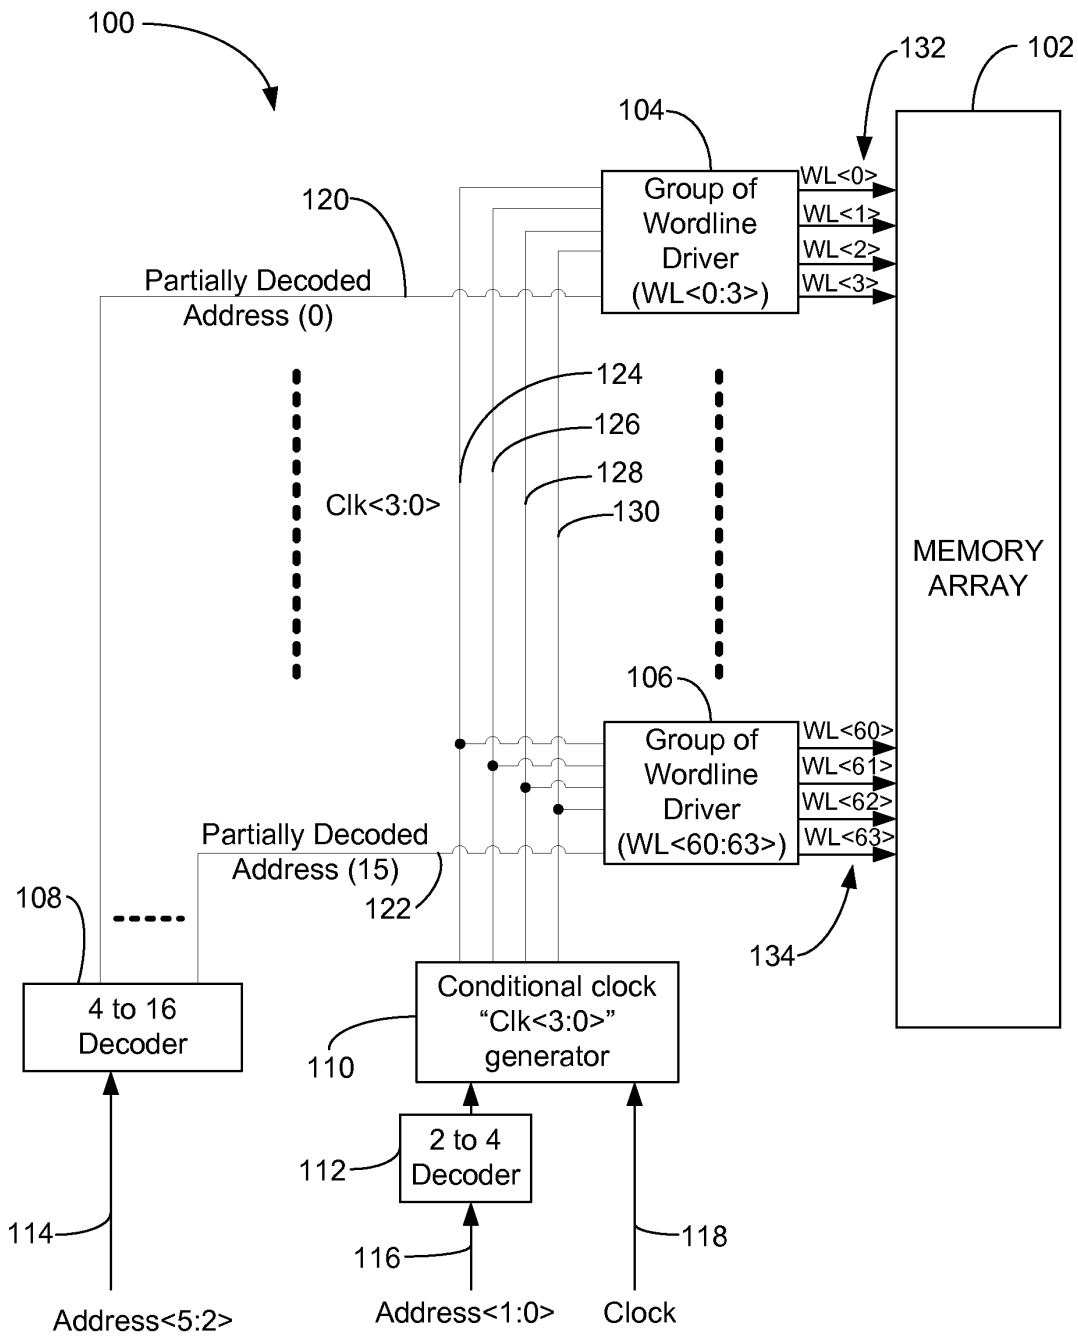 100
132
102
104
WL<0>
Group of
Wordline
Driver
(WL<0:3>)
WL<1>
WL<2>
WL<3>
120
Partially Decoded
Address (0)
124
126
128
130
Clk<3:0>
MEMORY
ARRAY
106
Group of
Wordline
Driver
(WL<60:63>)
WL<60>
WL<61>
WL<62>
WL<63>
Partially Decoded
Address (15)
122
134
108
4 to 16
Decoder
Conditional clock
“Clk<3:0>”
generator
110
2 to 4
Decoder
112
114
116
118
Address<5:2>
Address<1:0>
Clock